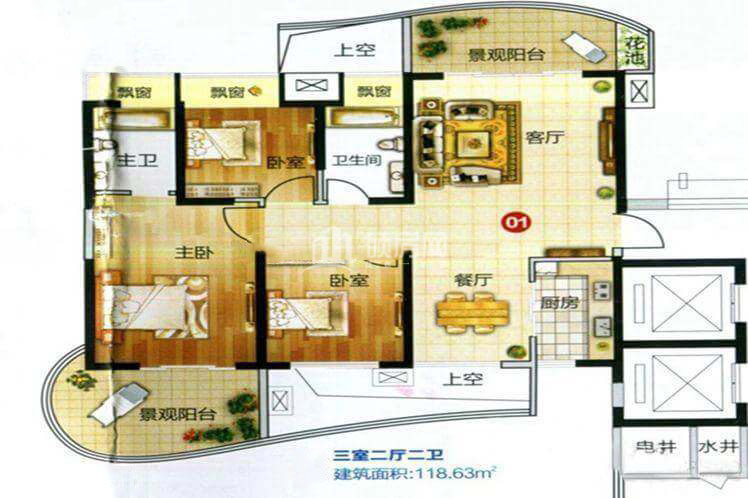 上空
景观阳台
花池
飘窗
飘窗
飘窗
主卫
卧室
卫生间
客厅
01
主卧
卧室
餐厅
厨房
景观阳台
上空
电井
水井
三室二厅二卫
建筑面积:118.63m²